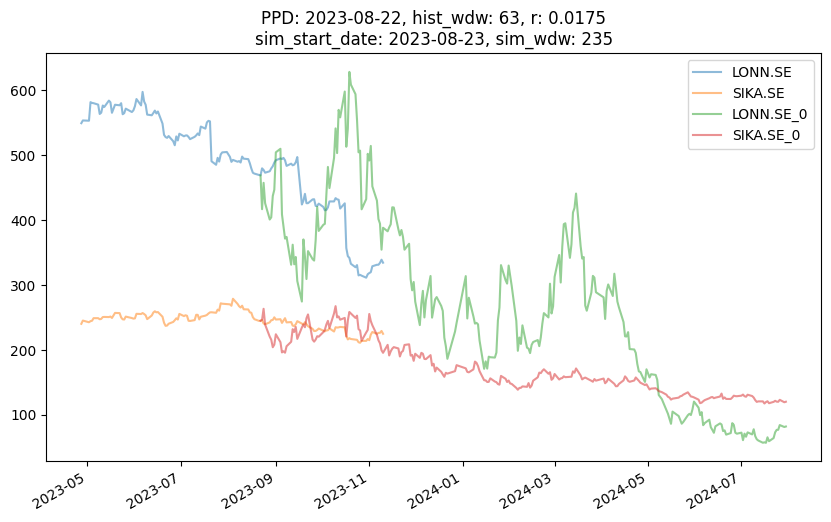 PPD: 2023-08-22, hist_wdw: 63, r: 0.0175
sim_start_date: 2023-08-23, sim_wdw: 235
LONN.SE
SIKA.SE
LONN.SE_0
SIKA.SE_0
600
500
400
300
200
100
2023-05
2023-07
2023-09
2023-11
2024-01
2024-03
2024-05
2024-07